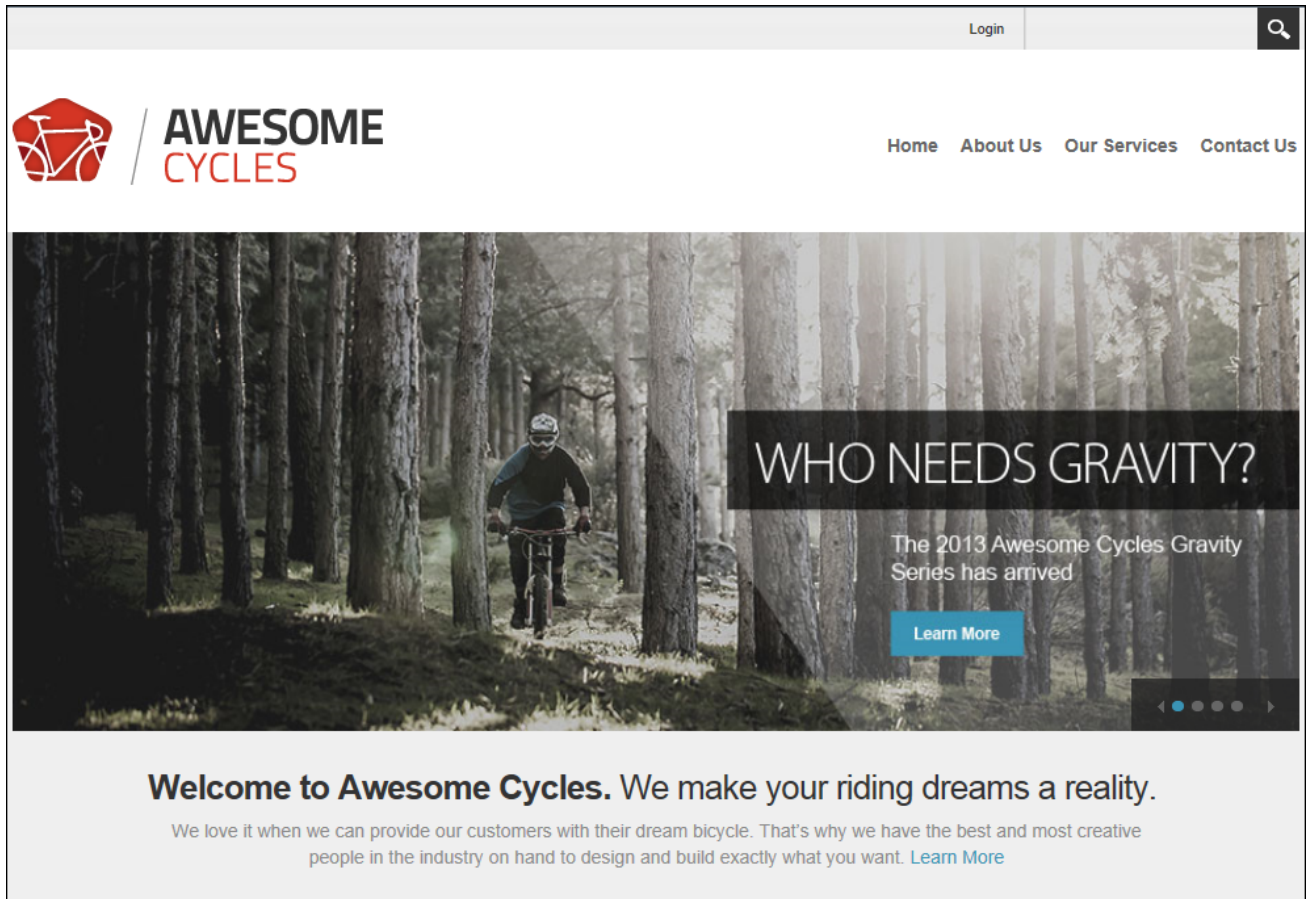 Login
AWESOME
CYCLES
Home About Us Our Services Contact Us
WHO NEEDS GRAVITY?
The 2013 Awesome Cycles Gravity
Series has arrived
Learn More
Welcome to Awesome Cycles. We make your riding dreams a reality.
We love it when we can provide our customers with their dream bicycle. That's why we have the best and most creative
people in the industry on hand to design and build exactly what you want. Learn More